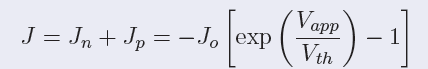 J = J_n + J_p = -J_o [exp (V_app / V_th) - 1]